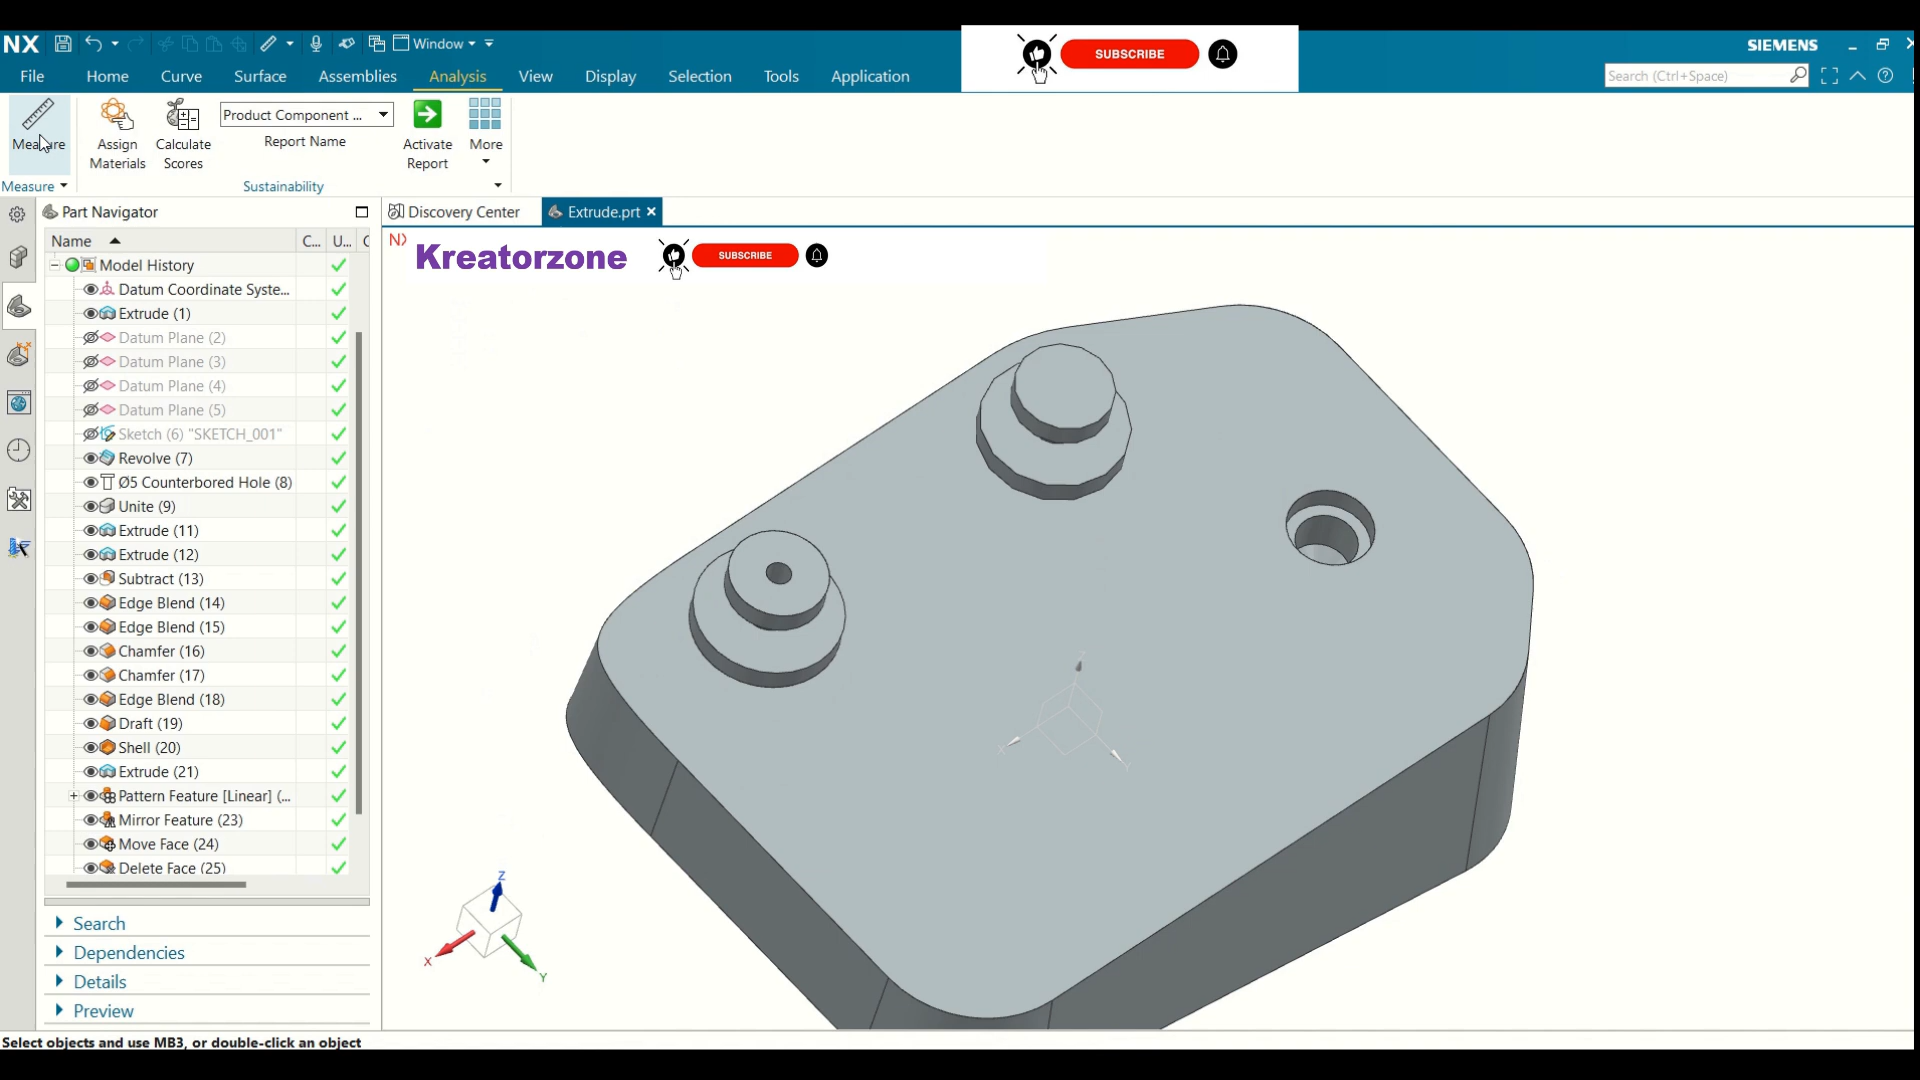 NX
Window
SUBSCRIBE
SIEMENS
File
Home
Curve
Surface
Assemblies
Analysis
View
Display
Selection
Tools
Application
Search (Ctrl+Space)
Measure
Assign
Materials
Calculate
Scores
Product Component ...
Report Name
Activate
Report
More
Measure
Sustainability
Part Navigator
Discovery Center
Extrude.prt
Name
C...
U...
Model History
Datum Coordinate Syste...
Extrude (1)
Datum Plane (2)
Datum Plane (3)
Datum Plane (4)
Datum Plane (5)
Sketch (6) "SKETCH_001"
Revolve (7)
Ø5 Counterbored Hole (8)
Unite (9)
Extrude (11)
Extrude (12)
Subtract (13)
Edge Blend (14)
Edge Blend (15)
Chamfer (16)
Chamfer (17)
Edge Blend (18)
Draft (19)
Shell (20)
Extrude (21)
Pattern Feature [Linear] (...
Mirror Feature (23)
Move Face (24)
Delete Face (25)
Search
Dependencies
Details
Preview
Kreatorzone
SUBSCRIBE
X
Y
Z
X
Y
Select objects and use MB3, or double-click an object